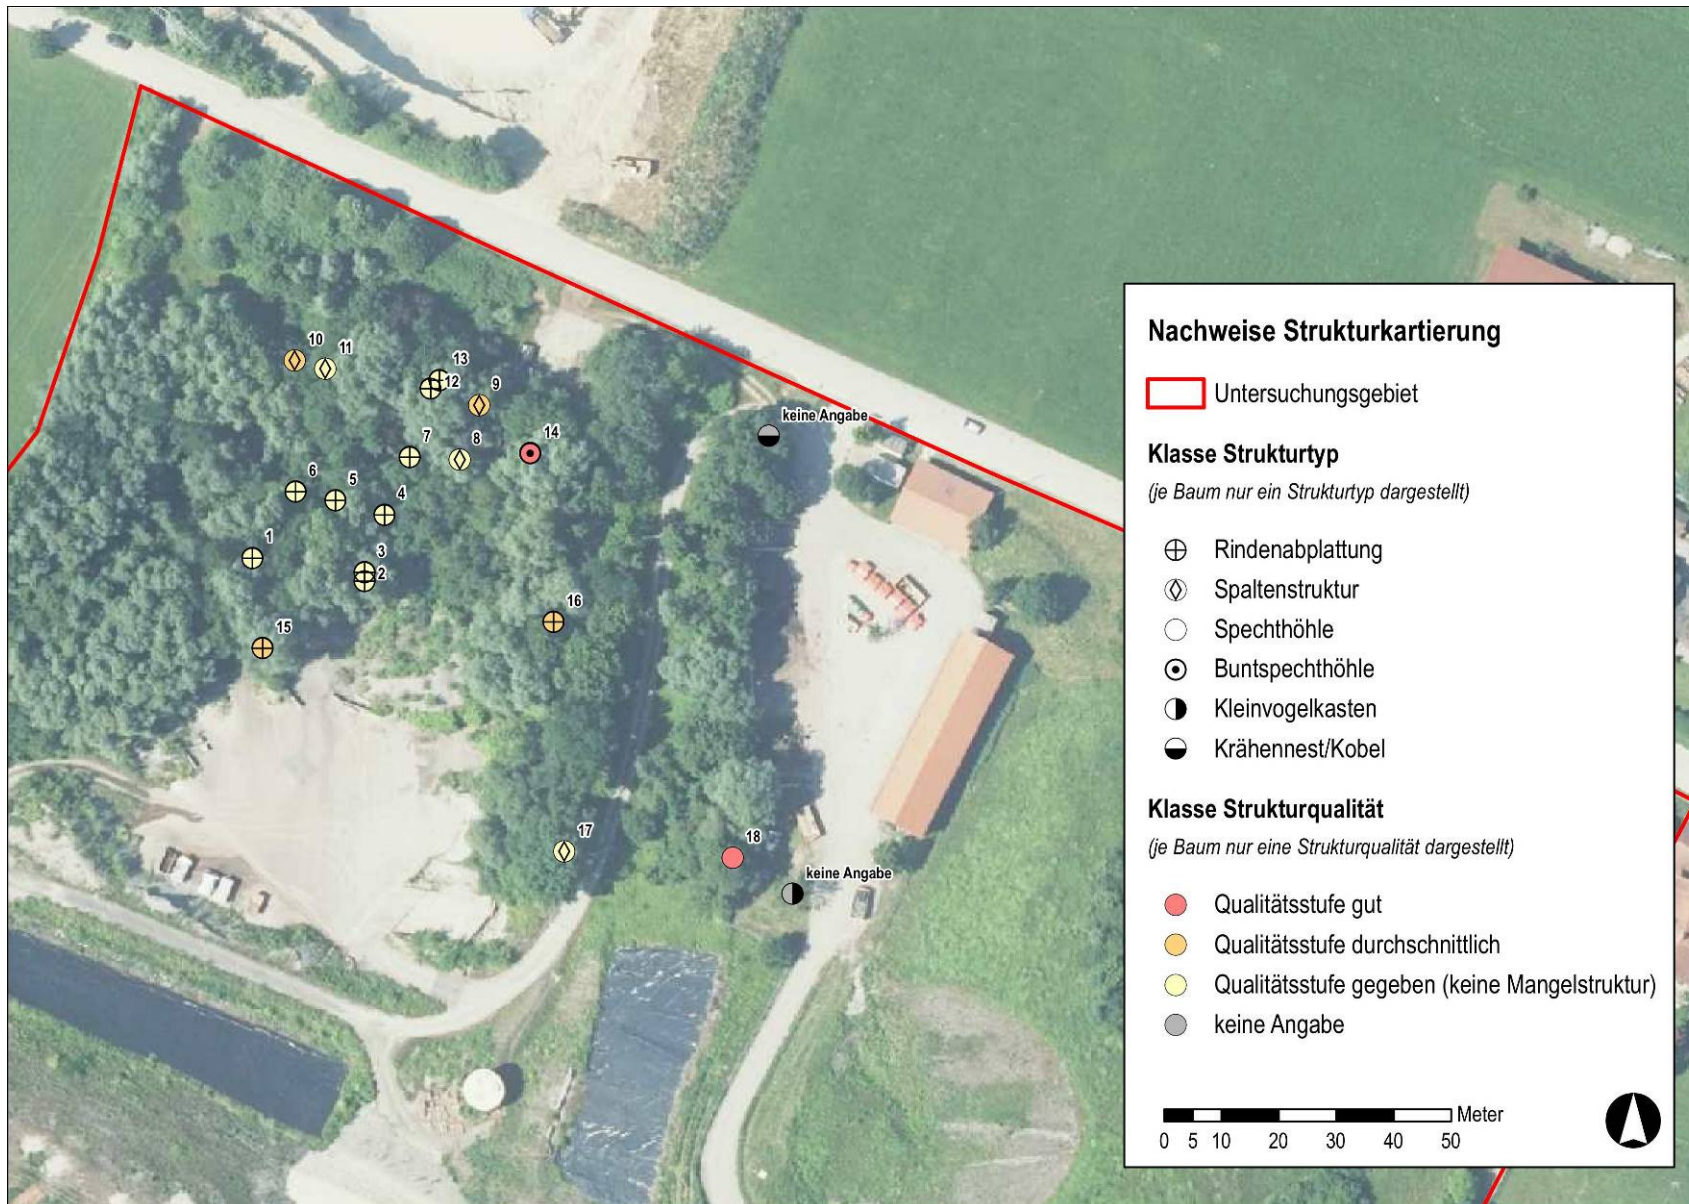 10
11
13
12
9
keine Angabe
7
8
14
6
5
4
1
3
2
16
15
17
18
keine Angabe
Nachweise Strukturkartierung
Untersuchungsgebiet
Klasse Strukturtyp
(je Baum nur ein Strukturtyp dargestellt)
Rindenabplattung
Spaltenstruktur
Spechthöhle
Buntspechthöhle
Kleinvogelkasten
Krähennest/Kobel
Klasse Strukturqualität
(je Baum nur eine Strukturqualität dargestellt)
Qualitätsstufe gut
Qualitätsstufe durchschnittlich
Qualitätsstufe gegeben (keine Mangelstruktur)
keine Angabe
Meter
0 5 10 20 30 40 50